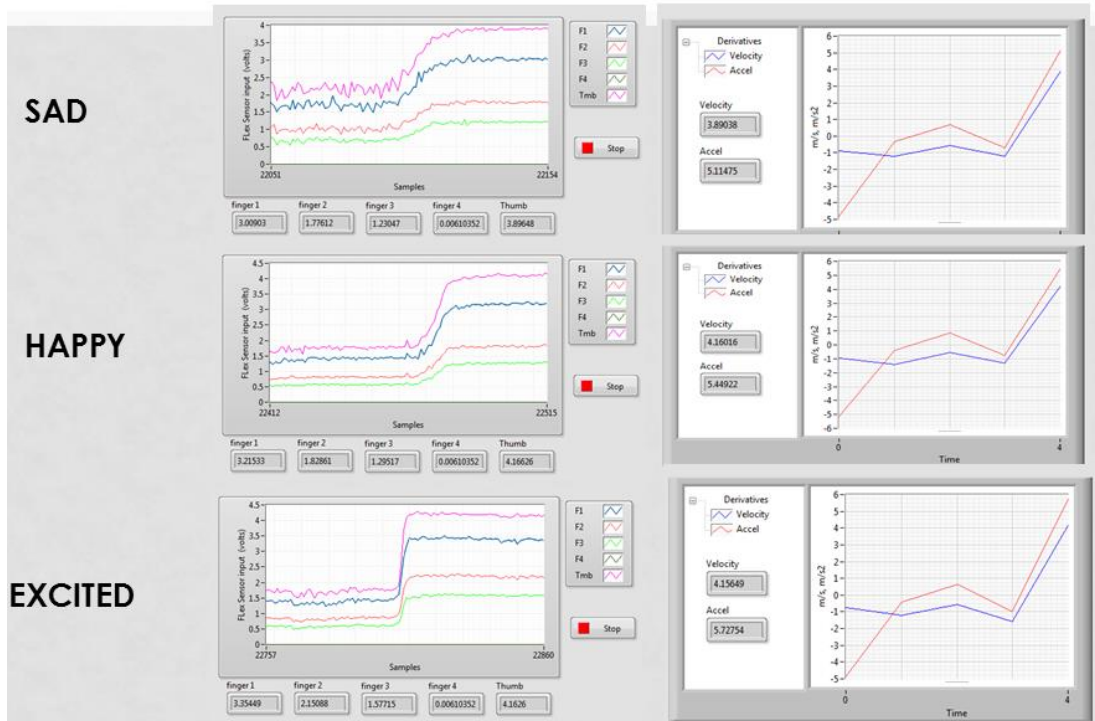 SAD
FLex Sensor input (volts)
4-
3.5-
3-
2.5-
2-
1.5-
1-
0.5-
0-
22051
22154
Samples
F1
F2
F3
F4
Tmb
Stop
finger 1
finger 2
finger 3
finger 4
Thumb
3.00903
1.77612
1.23047
0.00610352
3.89648
Derivatives
Velocity
Accel
Velocity
3.89038
Accel
5.11475
m/s, m/s2
6-
5-
4-
3-
2-
1-
0-
-1-
-2-
-3-
-4-
-5-
HAPPY
FLex Sensor input (volts)
4.5-
4-
3.5-
3-
2.5-
2-
1.5-
1-
0.5-
0-
22412
22515
Samples
F1
F2
F3
F4
Tmb
Stop
finger 1
finger 2
finger 3
finger 4
Thumb
3.21533
1.82861
1.29517
0.00610352
4.16626
Derivatives
Velocity
Accel
Velocity
4.16016
Accel
5.44922
m/s, m/s2
6-
5-
4-
3-
2-
1-
0-
-1-
-2-
-3-
-4-
-5-
-6-
0
4
Time
EXCITED
FLex Sensor input (volts)
4.5-
4-
3.5-
3-
2.5-
2-
1.5-
1-
0.5-
0-
22757
22860
Samples
F1
F2
F3
F4
Tmb
Stop
finger 1
finger 2
finger 3
finger 4
Thumb
3.35449
2.15088
1.57715
0.00610352
4.1626
Derivatives
Velocity
Accel
Velocity
4.15649
Accel
5.72754
m/s, m/s2
6-
5-
4-
3-
2-
1-
0-
-1-
-2-
-3-
-4-
-5-
0
4
Time